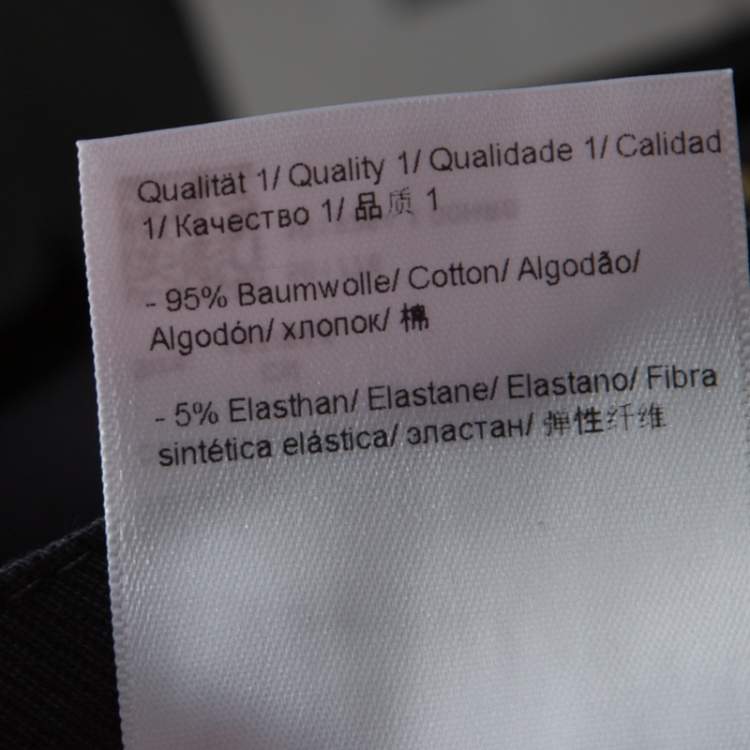 Qualität 1/ Quality 1/ Qualidade 1/ Calidad
1/ Качество 1/ 品质 1
- 95% Baumwolle/ Cotton/ Algodão/
Algodón/ хлопок/ 棉
- 5% Elasthan/ Elastane/ Elastano/ Fibra
sintética elástica/ эластан/ 弹性纤维